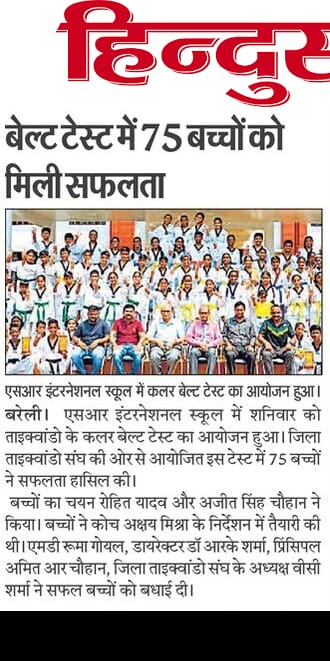 हिन्दुस
बेल्ट टेस्ट में 75 बच्चों को
मिली सफलता
एसआर इंटरनेशनल स्कूल में कलर बेल्ट टेस्ट का आयोजन हुआ।
बरेली। एसआर इंटरनेशनल स्कूल में शनिवार को
ताइक्वांडो के कलर बेल्ट टेस्ट का आयोजन हुआ। जिला
ताइक्वांडो संघ की ओर से आयोजित इस टेस्ट में 75 बच्चों
ने सफलता हासिल की।
बच्चों का चयन रोहित यादव और अजीत सिंह चौहान ने
किया। बच्चों ने कोच अक्षय मिश्रा के निर्देशन में तैयारी की
थी। एमडी रूमा गोयल, डायरेक्टर डॉ आरके शर्मा, प्रिंसिपल
अमित आर चौहान, जिला ताइक्वांडो संघ के अध्यक्ष वीसी
शर्मा ने सफल बच्चों को बधाई दी।